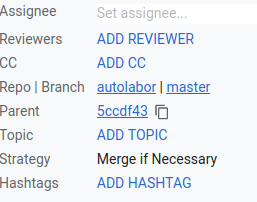 Assignee Set assignee...
Reviewers ADD REVIEWER
CC ADD CC
Repo | Branch autolabor | master
Parent 5ccdf43
Topic ADD TOPIC
Strategy Merge if Necessary
Hashtags ADD HASHTAG